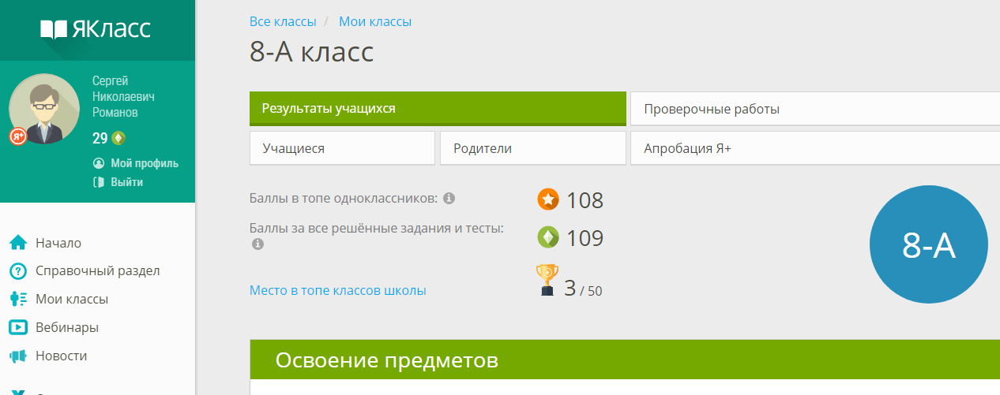 ЯКласс
Сергей
Николаевич
Романов
Я+
29
Мой профиль
Выйти
Начало
Справочный раздел
Мои классы
Вебинары
Новости
Все классы / Мои классы
8-А класс
Результаты учащихся
Проверочные работы
Учащиеся
Родители
Апробация Я+
Баллы в топе одноклассников:
108
Баллы за все решённые задания и тесты:
109
Место в топе классов школы
3 / 50
8-А
Освоение предметов